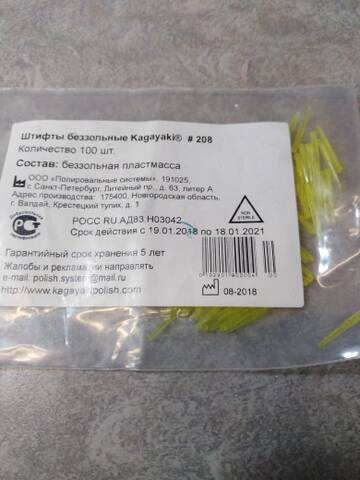 Штифты беззольные Kagayaki® # 208
Количество 100 шт.
Состав: беззольная пластмасса
ООО «Полировальные системы», 191025,
г. Санкт-Петербург, Литейный пр., д. 63, литер А
Адрес производства: 175400, Новгородская область,
г. Валдай, Крестецкий тупик, д. 1
NON
STERILE
РОСС RU.АД83.Н03042
Срок действия с 19.01.2018 по 18.01.2021
Гарантийный срок хранения 5 лет
Жалобы и рекламации направлять
e-mail: polish.system@mail.ru
http://www.kagayakipolish.com
08-2018